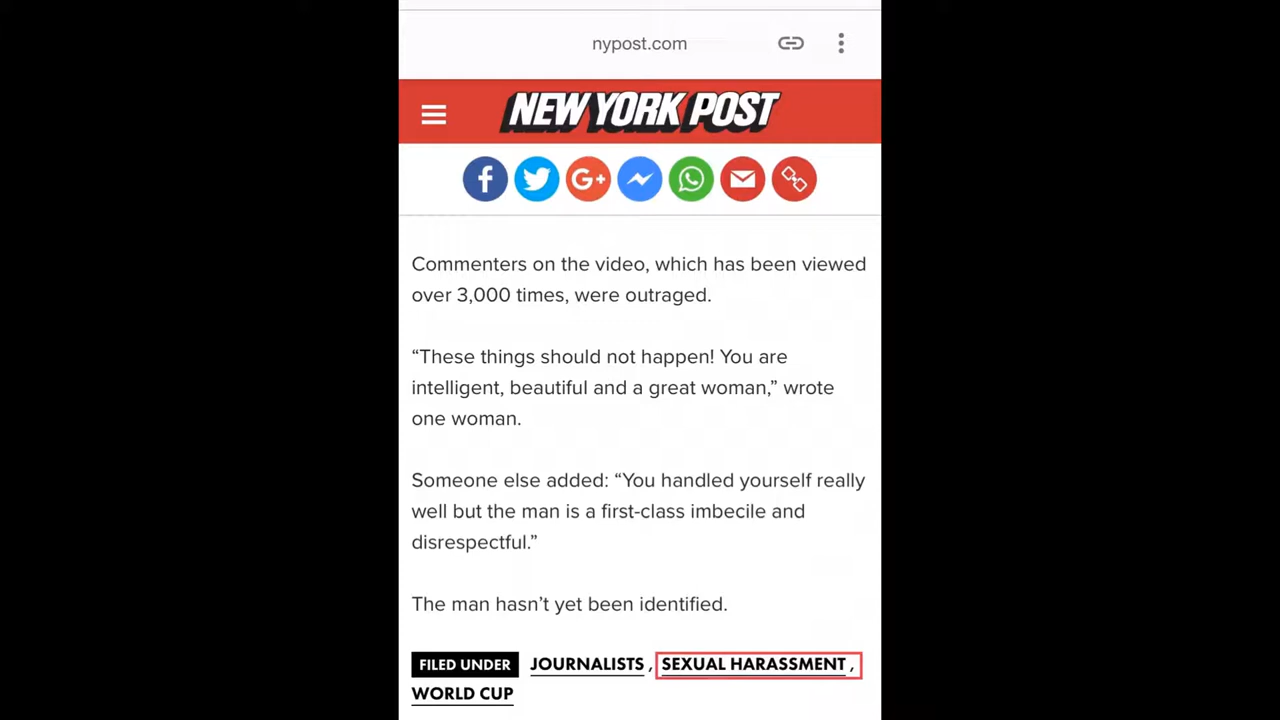 nypost.com
NEW YORK POST
Commenters on the video, which has been viewed
over 3,000 times, were outraged.
“These things should not happen! You are
intelligent, beautiful and a great woman,” wrote
one woman.
Someone else added: “You handled yourself really
well but the man is a first-class imbecile and
disrespectful.”
The man hasn’t yet been identified.
FILED UNDER JOURNALISTS , SEXUAL HARASSMENT ,
WORLD CUP